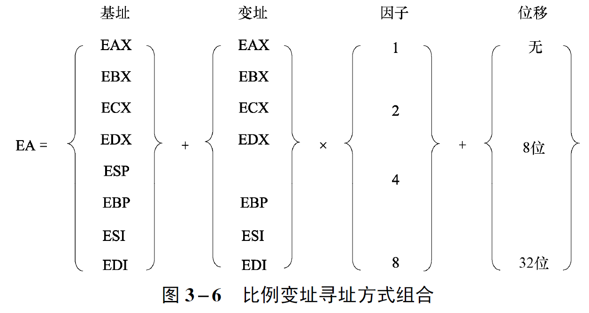 基址 变址 因子 位移
EAX EAX 1 无
EBX EBX
ECX ECX 2
EDX EDX
EA = + × + 8位
ESP 4
EBP EBP
ESI ESI
EDI EDI 8 32位
图 3-6 比例变址寻址方式组合